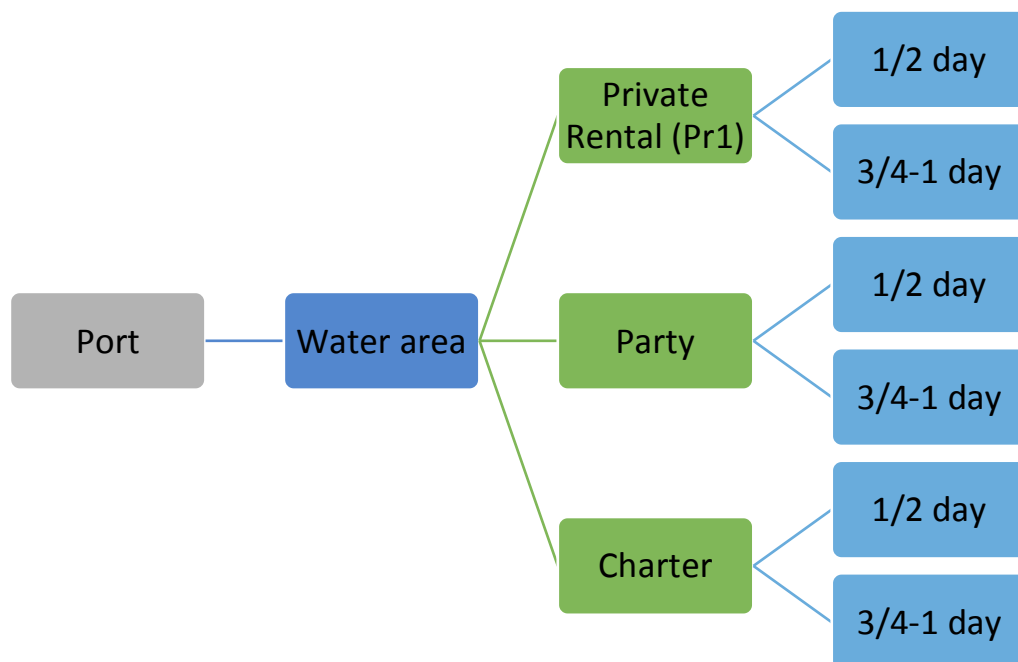 Port
Water area
Private
Rental (Pr1)
1/2 day
3/4-1 day
Party
1/2 day
3/4-1 day
Charter
1/2 day
3/4-1 day